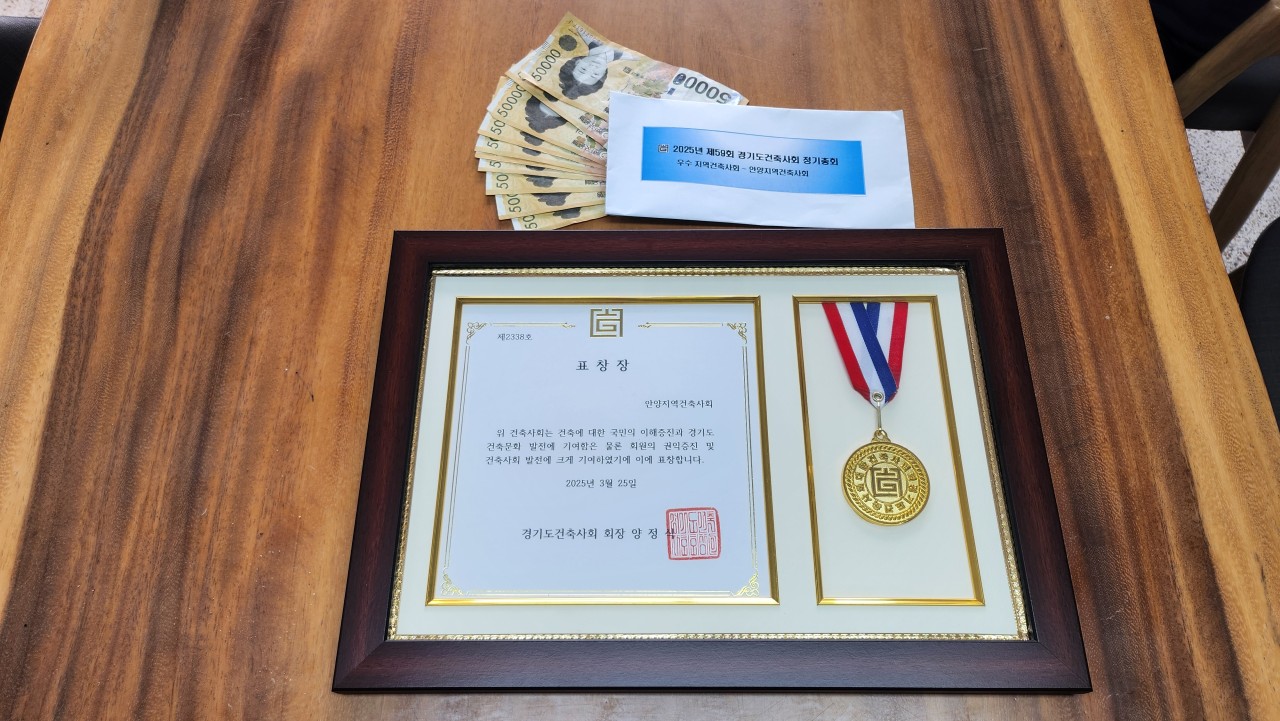 50000
50000
50000
2025년 제59회 경기도건축사회 정기총회
우수 지역건축사회 - 안양지역건축사회
제2338호
표 창 장
안양지역건축사회
위 건축사회는 건축에 대한 국민의 이해증진과 경기도
건축문화 발전에 기여함은 물론 회원의 권익증진 및
건축사회 발전에 크게 기여하였기에 이에 표창합니다.
2025년 3월 25일
경기도건축사회 회장 양 정 식